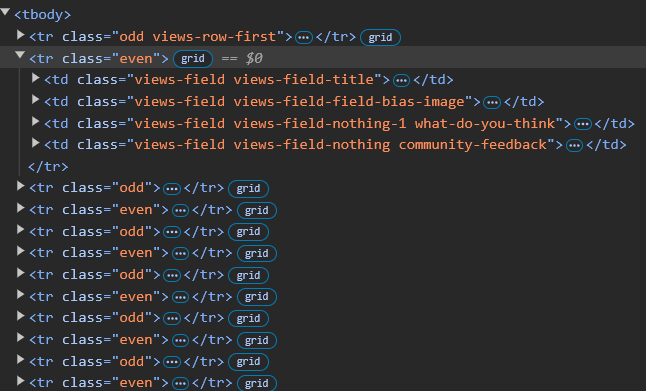 <tbody>
<tr class="odd views-row-first">…</tr> grid
<tr class="even"> grid == $0
<td class="views-field views-field-title">…</td>
<td class="views-field views-field-field-bias-image">…</td>
<td class="views-field views-field-nothing-1 what-do-you-think">…</td>
<td class="views-field views-field-nothing community-feedback">…</td>
</tr>
<tr class="odd">…</tr> grid
<tr class="even">…</tr> grid
<tr class="odd">…</tr> grid
<tr class="even">…</tr> grid
<tr class="odd">…</tr> grid
<tr class="even">…</tr> grid
<tr class="odd">…</tr> grid
<tr class="even">…</tr> grid
<tr class="odd">…</tr> grid
<tr class="even">…</tr> grid